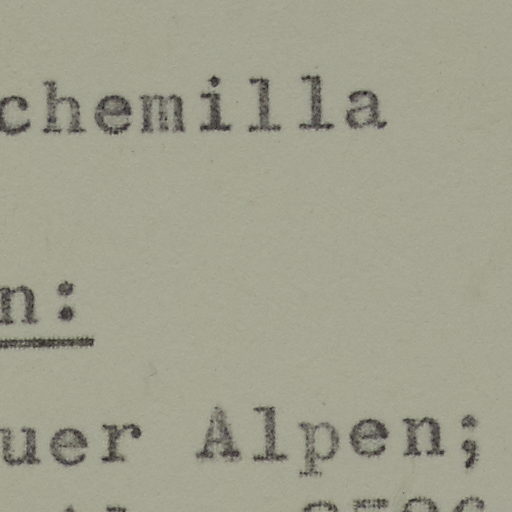 chemilla
n:
uer Alpen;